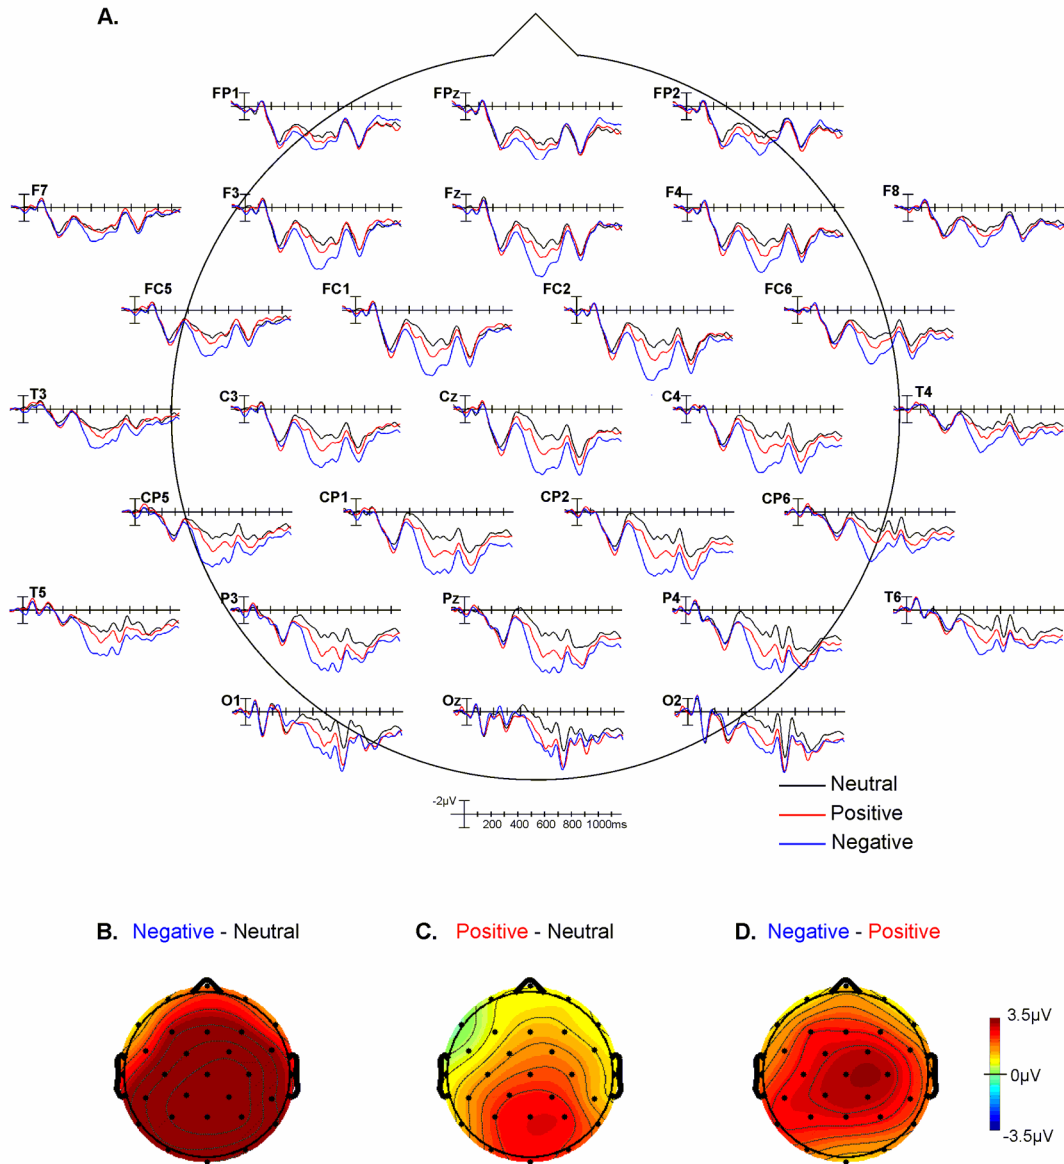 A.
FP1 FPz FP2
F7 F3 Fz F4 F8
FC5 FC1 FC2 FC6
T3 C3 Cz C4 T4
CP5 CP1 CP2 CP6
T5 P3 Pz P4 T6
O1 Oz O2
Neutral
-2µV
200 400 600 800 1000ms
Positive
Negative
B. Negative - Neutral C. Positive - Neutral D. Negative - Positive
3.5µV
0µV
-3.5µV